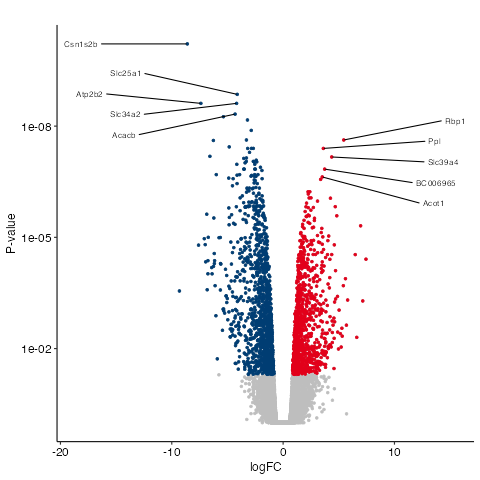 Csn1s2b
Slc25a1
Atp2b2
Slc34a2
Acacb
Rbp1
Ppl
Slc39a4
BC006965
Acot1
1e-08
1e-05
1e-02
P-value
-20
-10
0
10
logFC